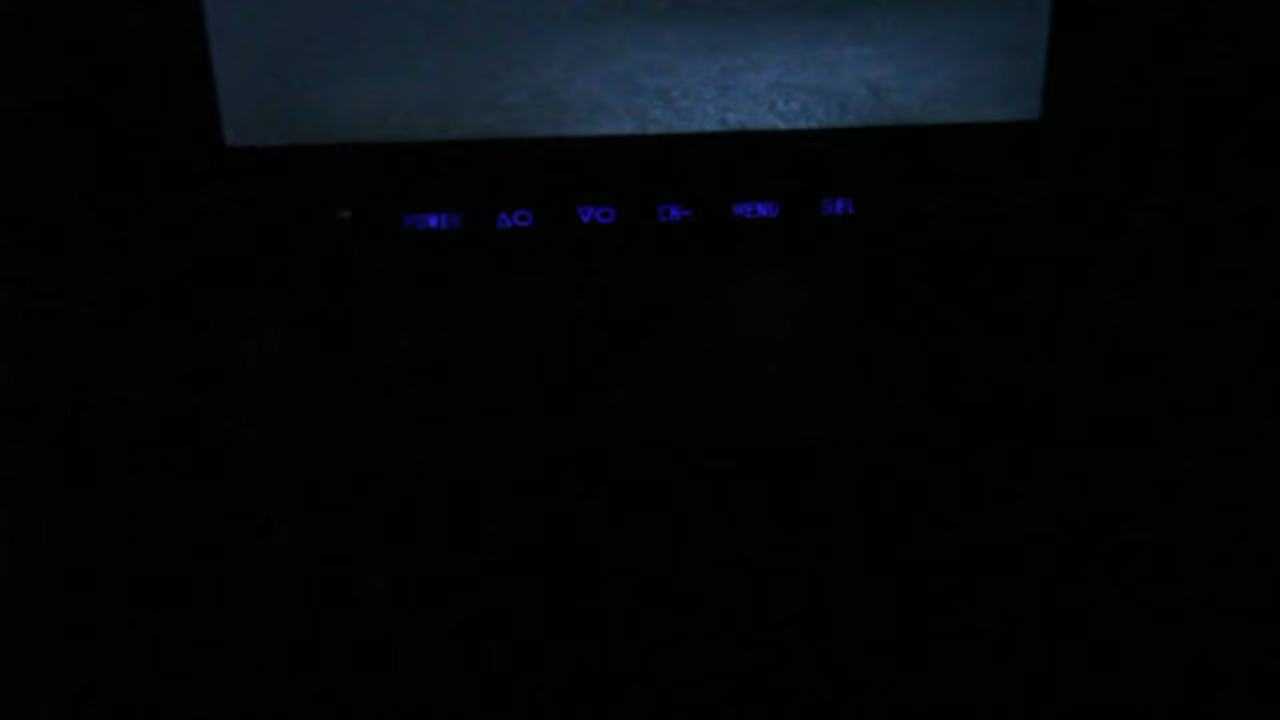 POWER △○ ▽○ CH- MENU SEL